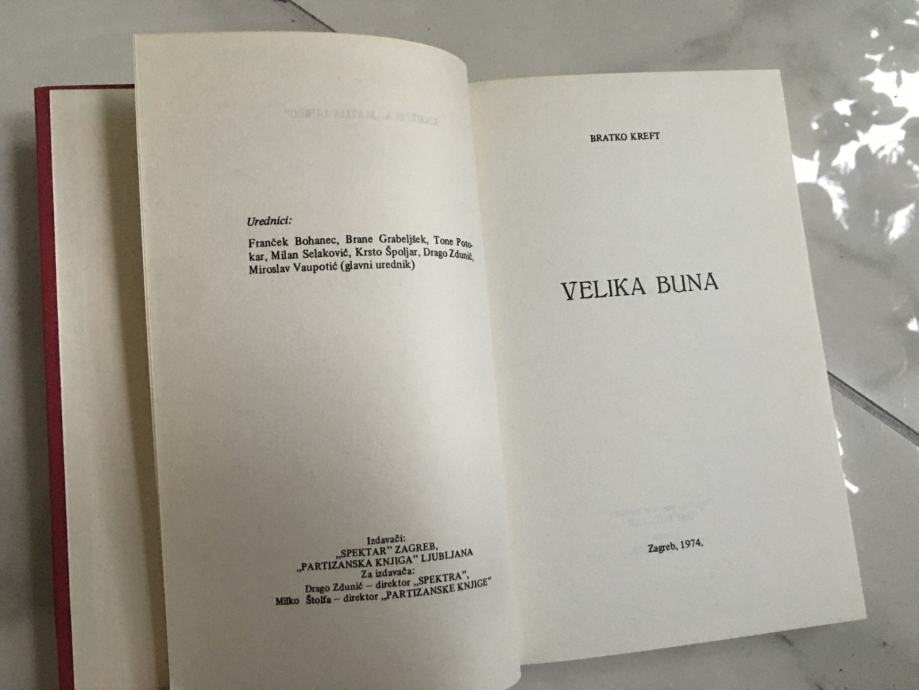 Urednici:
Franček Bohanec, Brane Grabeljšek, Tone Poto-
kar, Milan Selaković, Krsto Špoljar, Drago Zdunić,
Miroslav Vaupotić (glavni urednik)
Izdavači:
„SPEKTAR” ZAGREB,
„PARTIZANSKA KNJIGA” LJUBLJANA
Za izdavača:
Drago Zdunić – direktor „SPEKTRA”,
Milko Štolfa – direktor „PARTIZANSKE KNJIGE”
BRATKO KREFT
VELIKA BUNA
Zagreb, 1974.